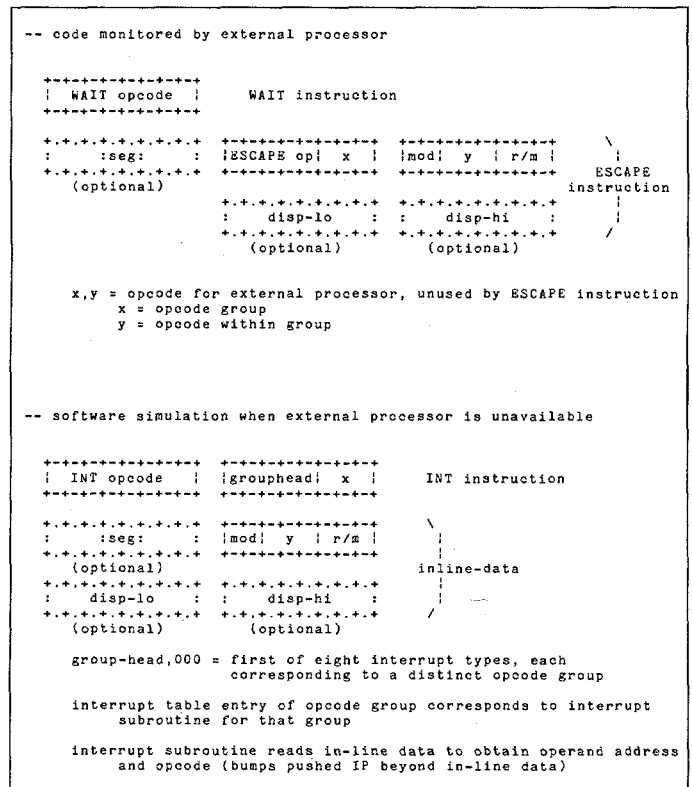 -- code monitored by external processor
+-+-+-+-+-+-+-+-+
| WAIT opcode | WAIT instruction
+-+-+-+-+-+-+-+-+
+.+.+.+.+.+.+.+.+ +-+-+-+-+-+-+-+-+ +-+-+-+-+-+-+-+-+ \
: :seg: : |ESCAPE op| x | |mod| y | r/m | |
+.+.+.+.+.+.+.+.+ +-+-+-+-+-+-+-+-+ +-+-+-+-+-+-+-+-+ ESCAPE
(optional) instruction
+.+.+.+.+.+.+.+.+ +.+.+.+.+.+.+.+.+ |
: disp-lo : : disp-hi : |
+.+.+.+.+.+.+.+.+ +.+.+.+.+.+.+.+.+ /
(optional) (optional)
x,y = opcode for external processor, unused by ESCAPE instruction
x = opcode group
y = opcode within group
-- software simulation when external processor is unavailable
+-+-+-+-+-+-+-+-+ +-+-+-+-+-+-+-+-+
| INT opcode | |grouphead| x | INT instruction
+-+-+-+-+-+-+-+-+ +-+-+-+-+-+-+-+-+
+.+.+.+.+.+.+.+.+ +-+-+-+-+-+-+-+-+ \
: :seg: : |mod| y | r/m | |
+.+.+.+.+.+.+.+.+ +-+-+-+-+-+-+-+-+ |
(optional) inline-data
+.+.+.+.+.+.+.+.+ +.+.+.+.+.+.+.+.+ |
: disp-lo : : disp-hi : |
+.+.+.+.+.+.+.+.+ +.+.+.+.+.+.+.+.+ /
(optional) (optional)
group-head,000 = first of eight interrupt types, each
corresponding to a distinct opcode group
interrupt table entry of opcode group corresponds to interrupt
subroutine for that group
interrupt subroutine reads in-line data to obtain operand address
and opcode (bumps pushed IP beyond in-line data)